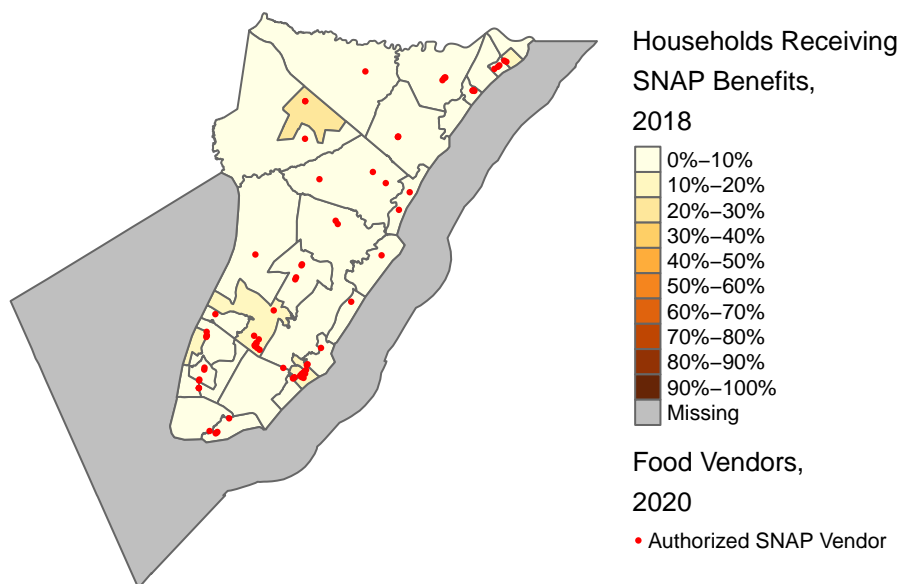 Households Receiving
SNAP Benefits,
2018
0%−10%
10%−20%
20%−30%
30%−40%
40%−50%
50%−60%
60%−70%
70%−80%
80%−90%
90%−100%
Missing
Food Vendors,
2020
Authorized SNAP Vendor